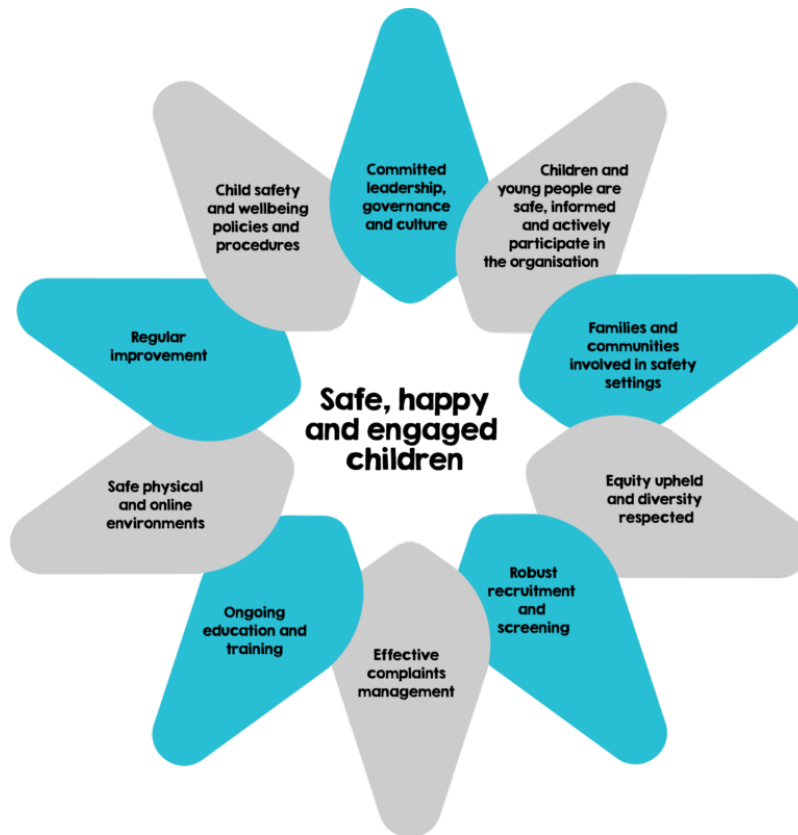 Committed
leadership,
governance
and culture
Children and
young people are
safe, informed
and actively
participate in
the organisation
Families and
communities
involved in safety
settings
Equity upheld
and diversity
respected
Robust
recruitment
and
screening
Effective
complaints
management
Ongoing
education and
training
Safe physical
and online
environments
Regular
improvement
Child safety
and wellbeing
policies and
procedures
Safe, happy
and engaged
children